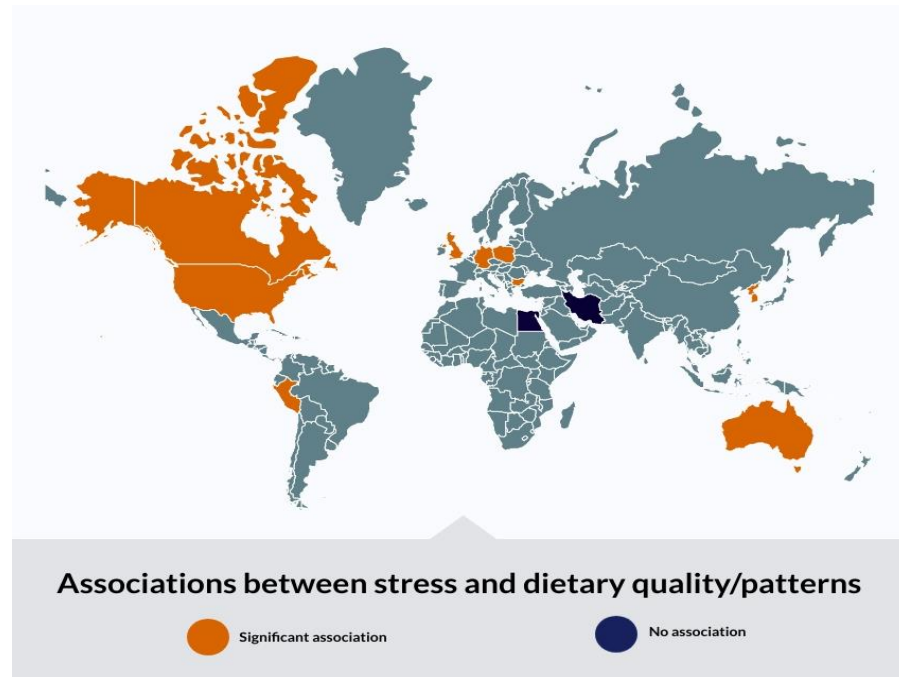 Associations between stress and dietary quality/patterns
Significant association
No association